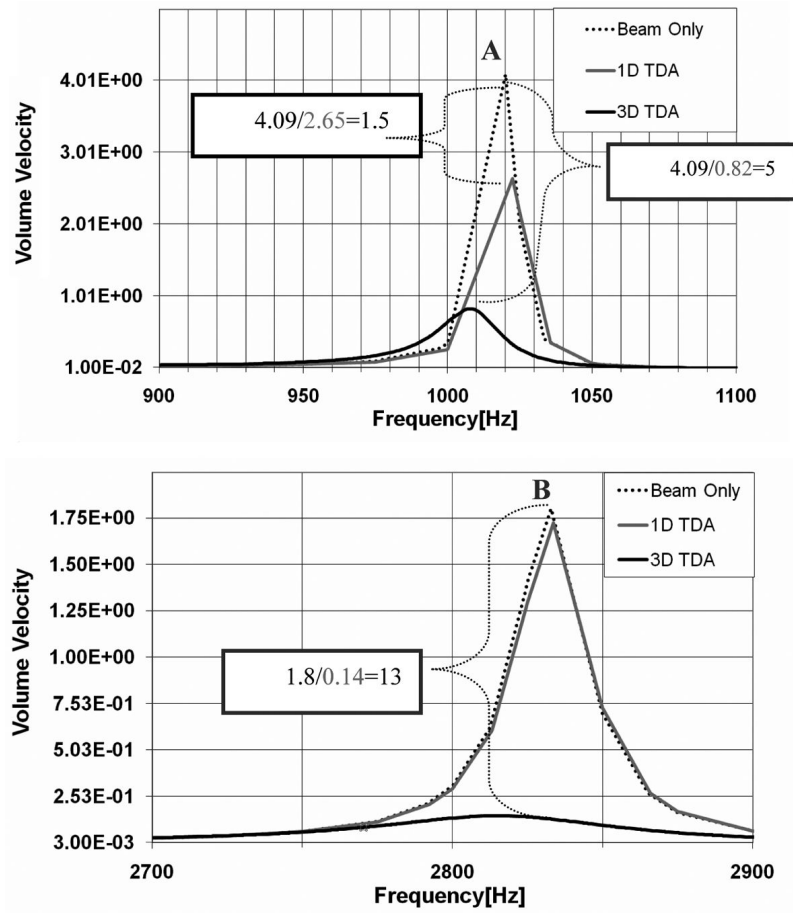 A
Beam Only
1D TDA
3D TDA
4.09/2.65=1.5
4.09/0.82=5
Volume Velocity
4.01E+00
3.01E+00
2.01E+00
1.01E+00
1.00E-02
900
950
1000
1050
1100
Frequency[Hz]
B
Beam Only
1D TDA
3D TDA
1.8/0.14=13
Volume Velocity
1.75E+00
1.50E+00
1.25E+00
1.00E+00
7.53E-01
5.03E-01
2.53E-01
3.00E-03
2700
2800
2900
Frequency[Hz]